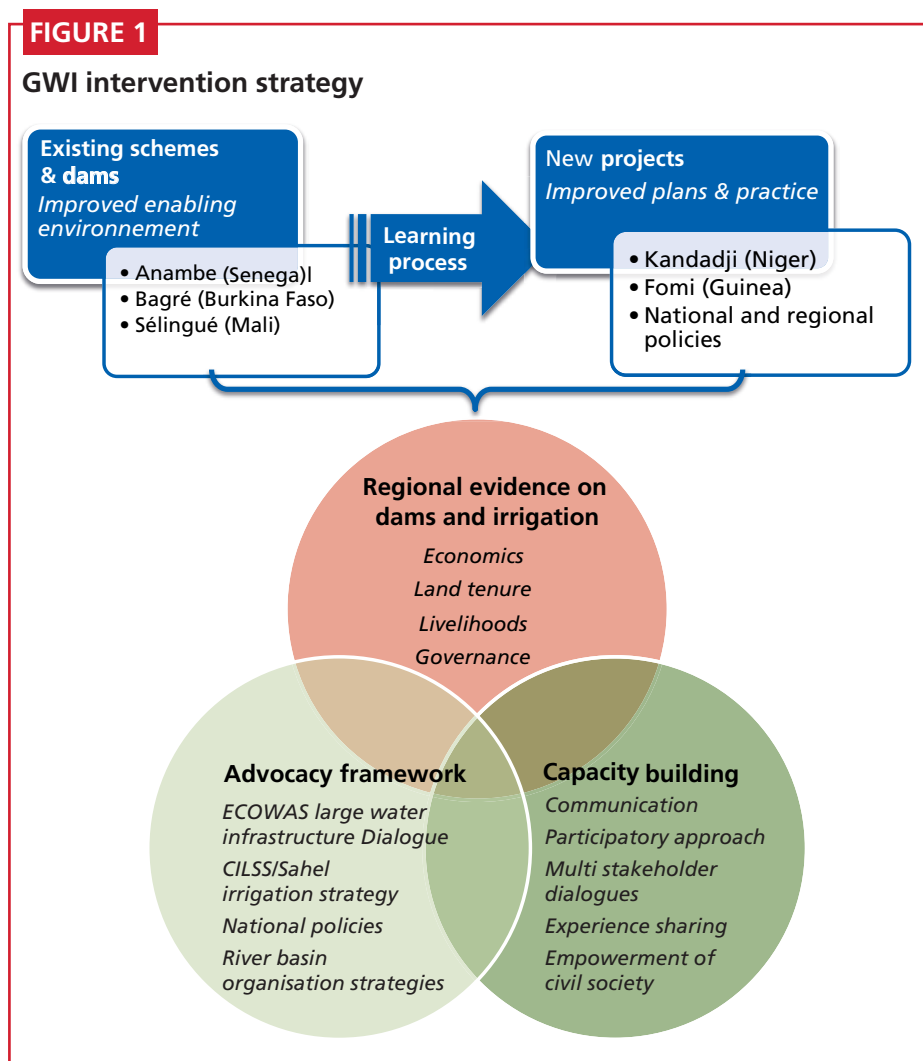 FIGURE 1
GWI intervention strategy
Existing schemes
& dams
Improved enabling
environnement
• Anambe (Senega)l
• Bagré (Burkina Faso)
• Sélingué (Mali)
Learning
process
New projects
Improved plans & practice
• Kandadji (Niger)
• Fomi (Guinea)
• National and regional
policies
Regional evidence on
dams and irrigation
Economics
Land tenure
Livelihoods
Governance
Advocacy framework
ECOWAS large water
infrastructure Dialogue
CILSS/Sahel
irrigation strategy
National policies
River basin
organisation strategies
Capacity building
Communication
Participatory approach
Multi stakeholder
dialogues
Experience sharing
Empowerment of
civil society